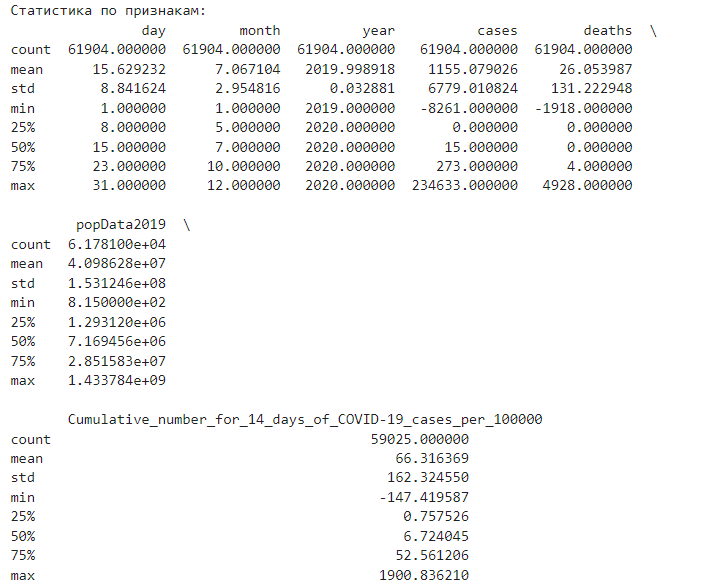 Статистика по признакам:
day month year cases deaths \
count 61904.000000 61904.000000 61904.000000 61904.000000 61904.000000
mean 15.629232 7.067104 2019.998918 1155.079026 26.053987
std 8.841624 2.954816 0.032881 6779.010824 131.222948
min 1.000000 1.000000 2019.000000 -8261.000000 -1918.000000
25% 8.000000 5.000000 2020.000000 0.000000 0.000000
50% 15.000000 7.000000 2020.000000 15.000000 0.000000
75% 23.000000 10.000000 2020.000000 273.000000 4.000000
max 31.000000 12.000000 2020.000000 234633.000000 4928.000000
popData2019 \
count 6.178100e+04
mean 4.098628e+07
std 1.531246e+08
min 8.150000e+02
25% 1.293120e+06
50% 7.169456e+06
75% 2.851583e+07
max 1.433784e+09
Cumulative_number_for_14_days_of_COVID-19_cases_per_100000
count 59025.000000
mean 66.316369
std 162.324550
min -147.419587
25% 0.757526
50% 6.724045
75% 52.561206
max 1900.836210